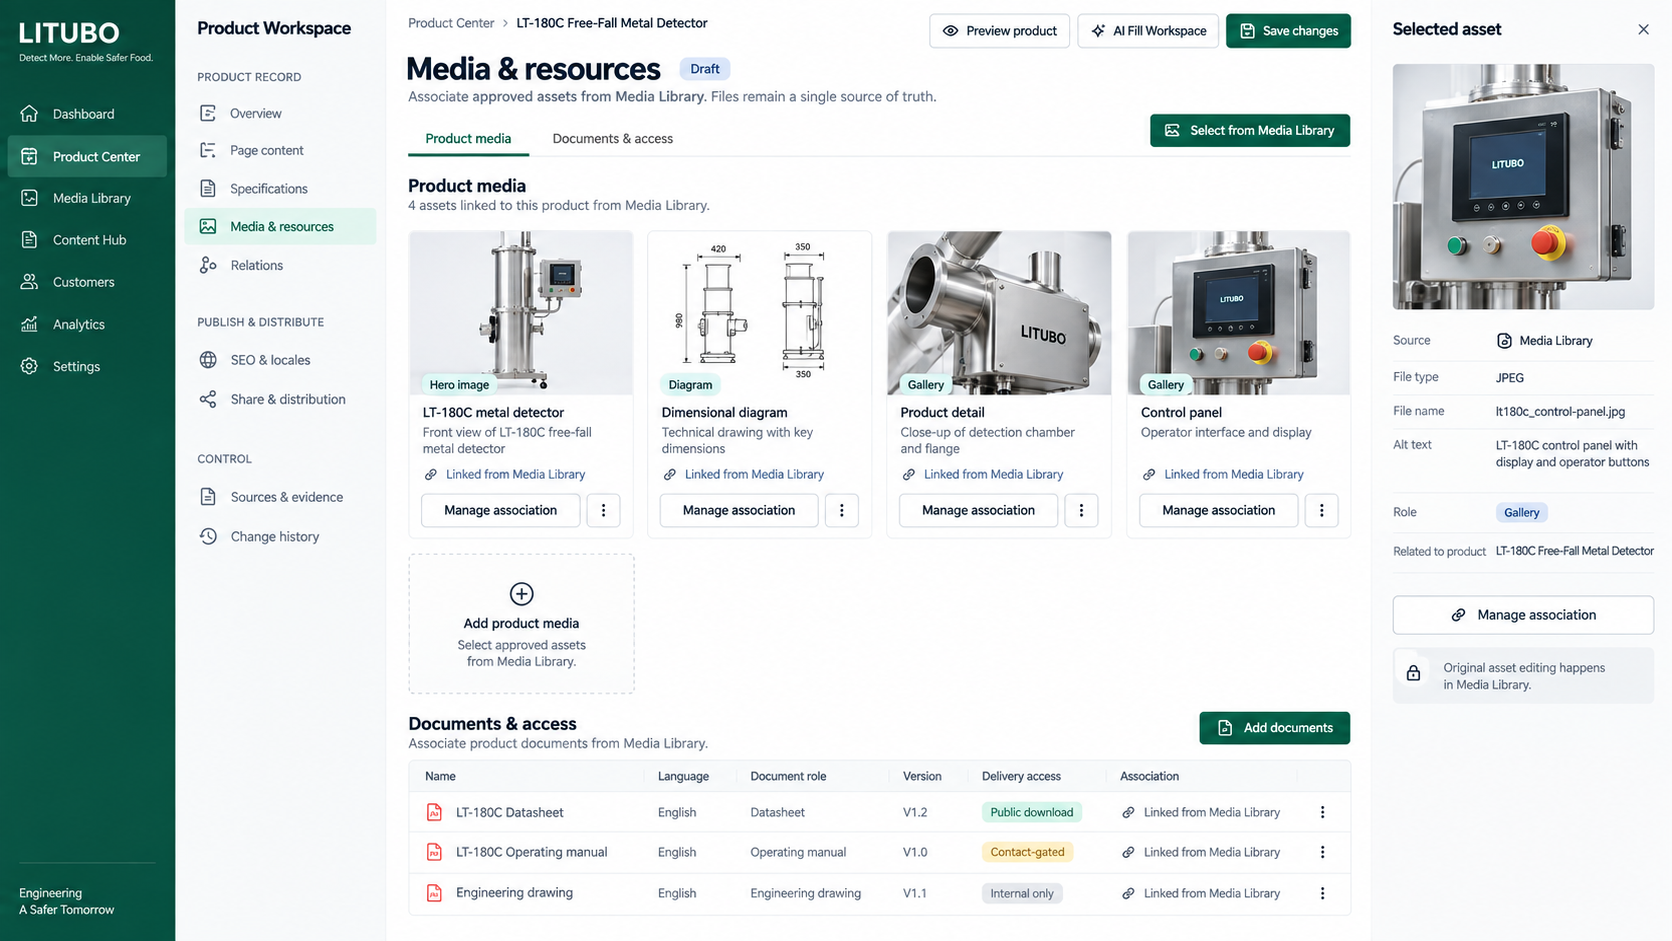 LITUBO
Detect More. Enable Safer Food.
Dashboard
Product Center
Media Library
Content Hub
Customers
Analytics
Settings
Engineering
A Safer Tomorrow
Product Workspace
PRODUCT RECORD
Overview
Page content
Specifications
Media & resources
Relations
PUBLISH & DISTRIBUTE
SEO & locales
Share & distribution
CONTROL
Sources & evidence
Change history
Product Center > LT-180C Free-Fall Metal Detector
Preview product
AI Fill Workspace
Save changes
Media & resources
Draft
Associate approved assets from Media Library. Files remain a single source of truth.
Product media
Documents & access
Select from Media Library
Product media
4 assets linked to this product from Media Library.
Hero image
LT-180C metal detector
Front view of LT-180C free-fall
metal detector
Linked from Media Library
Manage association
420
350
980
350
Diagram
Dimensional diagram
Technical drawing with key
dimensions
Linked from Media Library
Manage association
LITUBO
Gallery
Product detail
Close-up of detection chamber
and flange
Linked from Media Library
Manage association
LITUBO
Gallery
Control panel
Operator interface and display
Linked from Media Library
Manage association
Add product media
Select approved assets
from Media Library.
Documents & access
Associate product documents from Media Library.
Add documents
Name Language Document role Version Delivery access Association
LT-180C Datasheet English Datasheet V1.2 Public download Linked from Media Library
LT-180C Operating manual English Operating manual V1.0 Contact-gated Linked from Media Library
Engineering drawing English Engineering drawing V1.1 Internal only Linked from Media Library
Selected asset
LITUBO
Source Media Library
File type JPEG
File name lt180c_control-panel.jpg
Alt text LT-180C control panel with
display and operator buttons
Role Gallery
Related to product LT-180C Free-Fall Metal Detector
Manage association
Original asset editing happens
in Media Library.